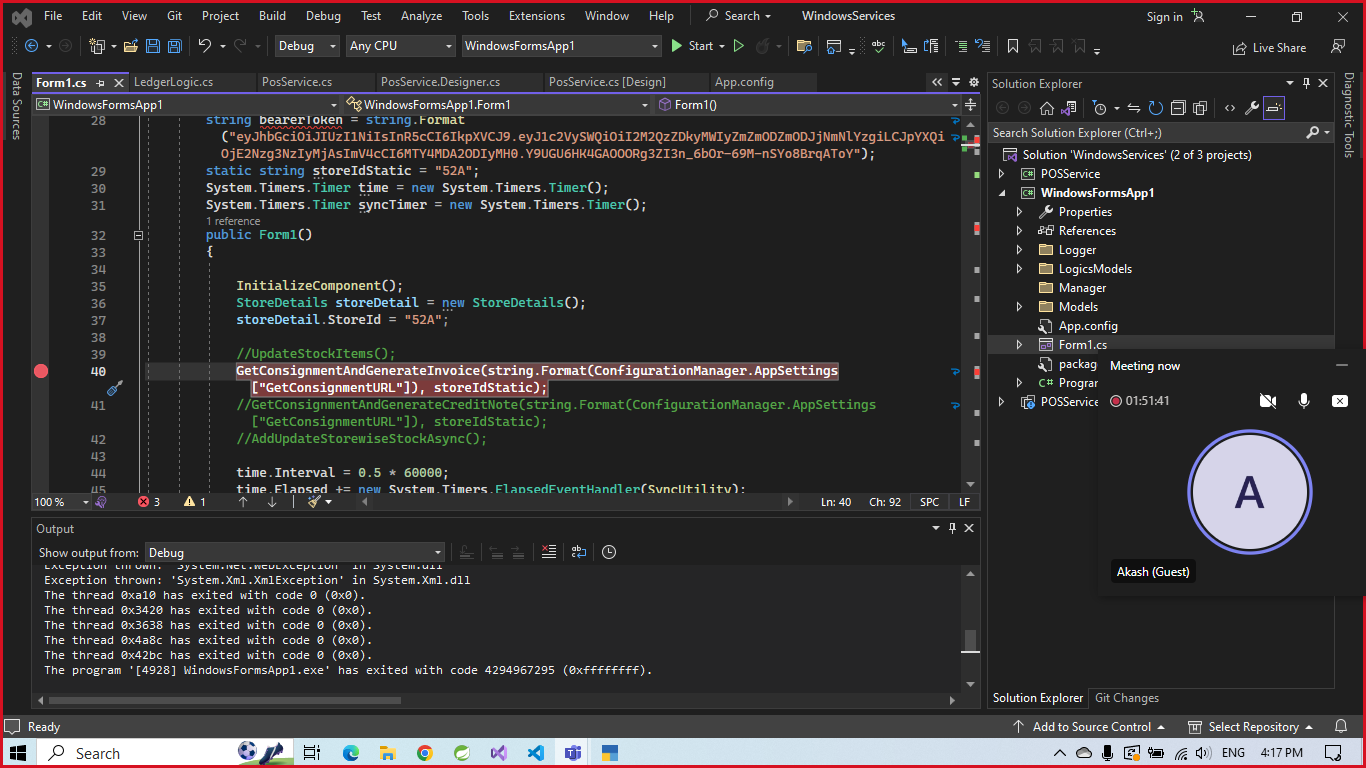 File Edit View Git Project Build Debug Test Analyze Tools Extensions Window Help Search WindowsServices Sign in
Debug Any CPU WindowsFormsApp1 Start Live Share
Data Sources
Form1.cs LedgerLogic.cs PosService.cs PosService.Designer.cs PosService.cs [Design] App.config
WindowsFormsApp1 WindowsFormsApp1.Form1 Form1()
28 string bearerToken = string.Format
("eyJhbGciOiJIUzI1NiIsInR5cCI6IkpXVCJ9.eyJ1c2VySWQiOiI2M2QzZDkyMWIyZmZmODZmODJjNmNlYzgiLCJpYXQi
OjE2Nzg3NzIyMjAsImV4cCI6MTY4MDA2ODIyMH0.Y9UGU6HK4GAOOORg3ZI3n_6bOr-69M-nSYo8BrqAToY");
29 static string storeIdStatic = "52A";
30 System.Timers.Timer time = new System.Timers.Timer();
31 System.Timers.Timer syncTimer = new System.Timers.Timer();
1 reference
32 public Form1()
33 {
34
35 InitializeComponent();
36 StoreDetails storeDetail = new StoreDetails();
37 storeDetail.StoreId = "52A";
38
39 //UpdateStockItems();
40 GetConsignmentAndGenerateInvoice(string.Format(ConfigurationManager.AppSettings
["GetConsignmentURL"]), storeIdStatic);
41 //GetConsignmentAndGenerateCreditNote(string.Format(ConfigurationManager.AppSettings
["GetConsignmentURL"]), storeIdStatic);
42 //AddUpdateStorewiseStockAsync();
43
44 time.Interval = 0.5 * 60000;
45 time.Elapsed += new System.Timers.ElapsedEventHandler(SyncUtility);
100 % 3 1 Ln: 40 Ch: 92 SPC LF
Output
Show output from: Debug
Exception thrown: 'System.Net.WebException' in System.dll
Exception thrown: 'System.Xml.XmlException' in System.Xml.dll
The thread 0xa10 has exited with code 0 (0x0).
The thread 0x3420 has exited with code 0 (0x0).
The thread 0x3638 has exited with code 0 (0x0).
The thread 0x4a8c has exited with code 0 (0x0).
The thread 0x42bc has exited with code 0 (0x0).
The program '[4928] WindowsFormsApp1.exe' has exited with code 4294967295 (0xffffffff).
Solution Explorer
Search Solution Explorer (Ctrl+;)
Solution 'WindowsServices' (2 of 3 projects)
POSService
C# WindowsFormsApp1
Properties
References
Logger
LogicsModels
Manager
Models
App.config
Form1.cs
packag
C# Program
POSService
Diagnostic Tools
Meeting now
01:51:41
A
Akash (Guest)
Solution Explorer Git Changes
Ready Add to Source Control Select Repository
Search ENG 4:17 PM